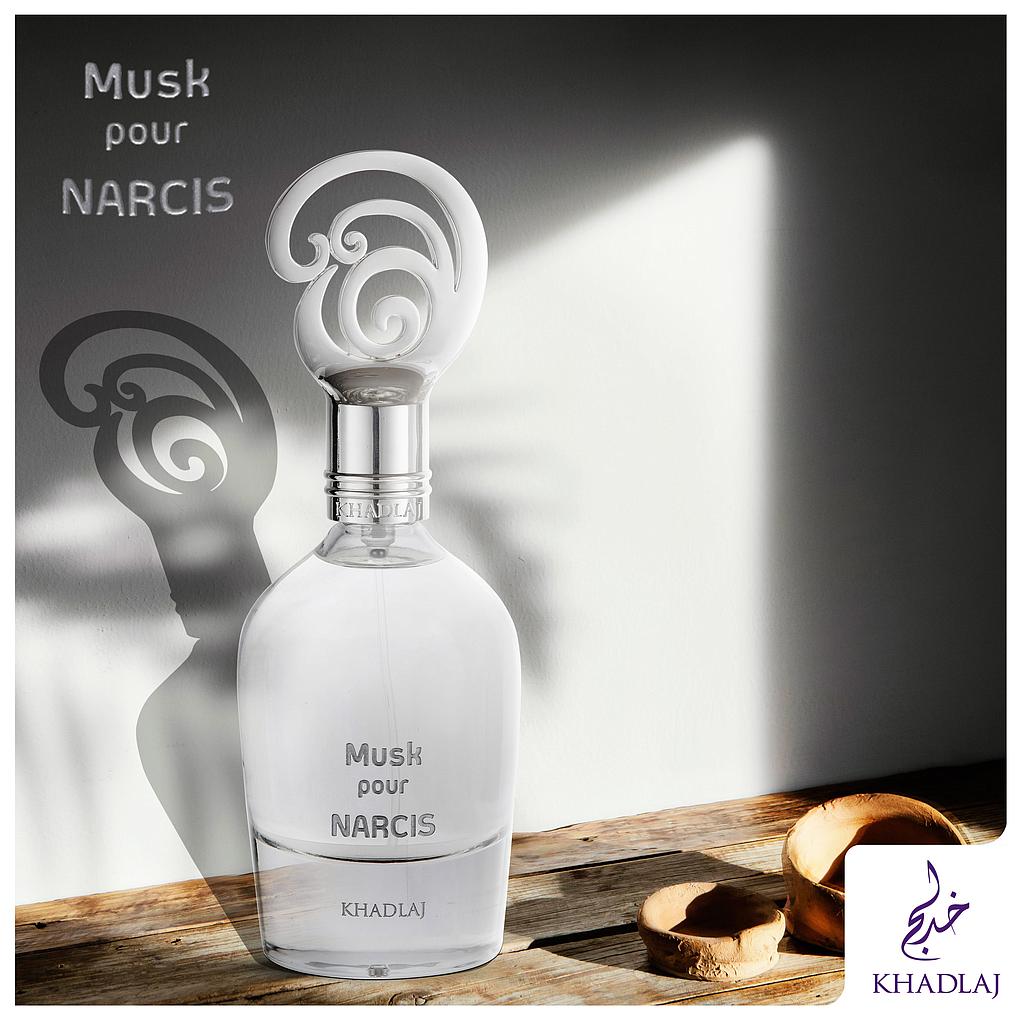 Musk
pour
NARCIS
KHADLAJ
Musk
pour
NARCIS
KHADLAJ
خدلج
KHADLAJ